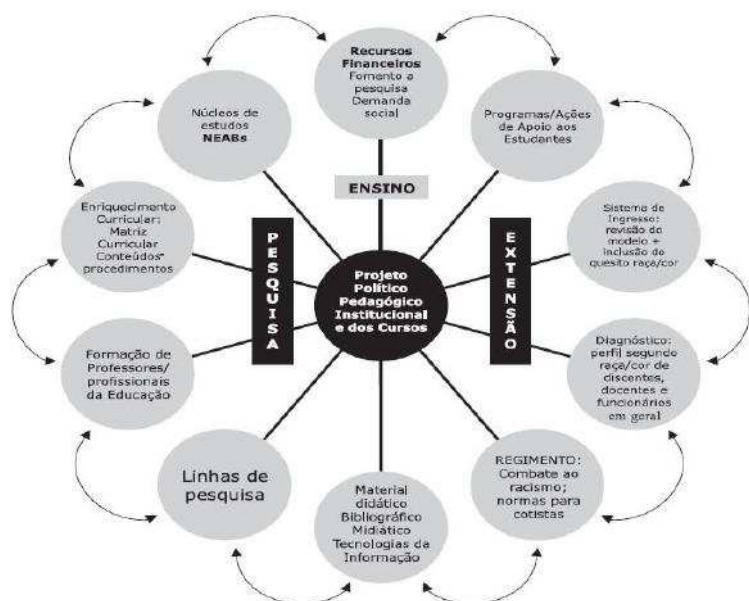 Recursos
Financeiros
Fomento a
pesquisa
Demanda
social
Programas/Ações
de Apoio aos
Estudantes
Sistema de
Ingresso:
revisão do
modelo +
inclusão do
quesito raça/cor
Diagnóstico:
perfil segundo
raça/cor de
discentes,
docentes e
funcionários
em geral
REGIMENTO:
Combate ao
racismo;
normas para
cotistas
Material
didático
Bibliográfico
Midiático
Tecnologias da
Informação
Linhas de
pesquisa
Formação de
Professores/
profissionais
da Educação
Enriquecimento
Curricular:
Matriz
Curricular
Conteúdos-
procedimentos
Núcleos de
estudos
NEABs
ENSINO
PESQUISA
EXTENSÃO
Projeto
Político
Pedagógico
Institucional
e dos Cursos